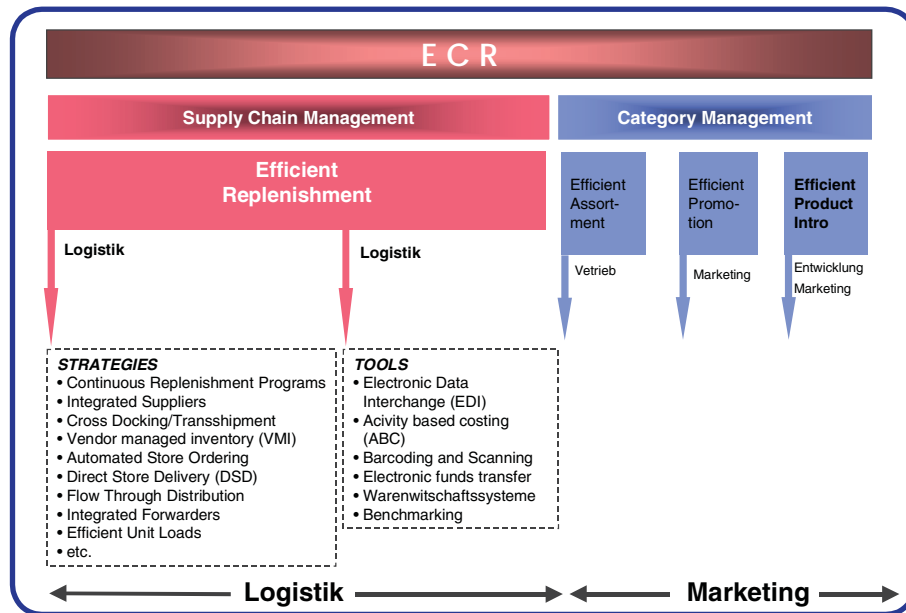 ECR
Supply Chain Management
Category Management
Efficient
Replenishment
Efficient
Assort-
ment
Efficient
Promo-
tion
Efficient
Product
Intro
Logistik
Logistik
Vetrieb
Marketing
Entwicklung
Marketing
STRATEGIES
• Continuous Replenishment Programs
• Integrated Suppliers
• Cross Docking/Transshipment
• Vendor managed inventory (VMI)
• Automated Store Ordering
• Direct Store Delivery (DSD)
• Flow Through Distribution
• Integrated Forwarders
• Efficient Unit Loads
• etc.
TOOLS
• Electronic Data
Interchange (EDI)
• Acivity based costing
(ABC)
• Barcoding and Scanning
• Electronic funds transfer
• Warenwitschaftssysteme
• Benchmarking
Logistik
Marketing